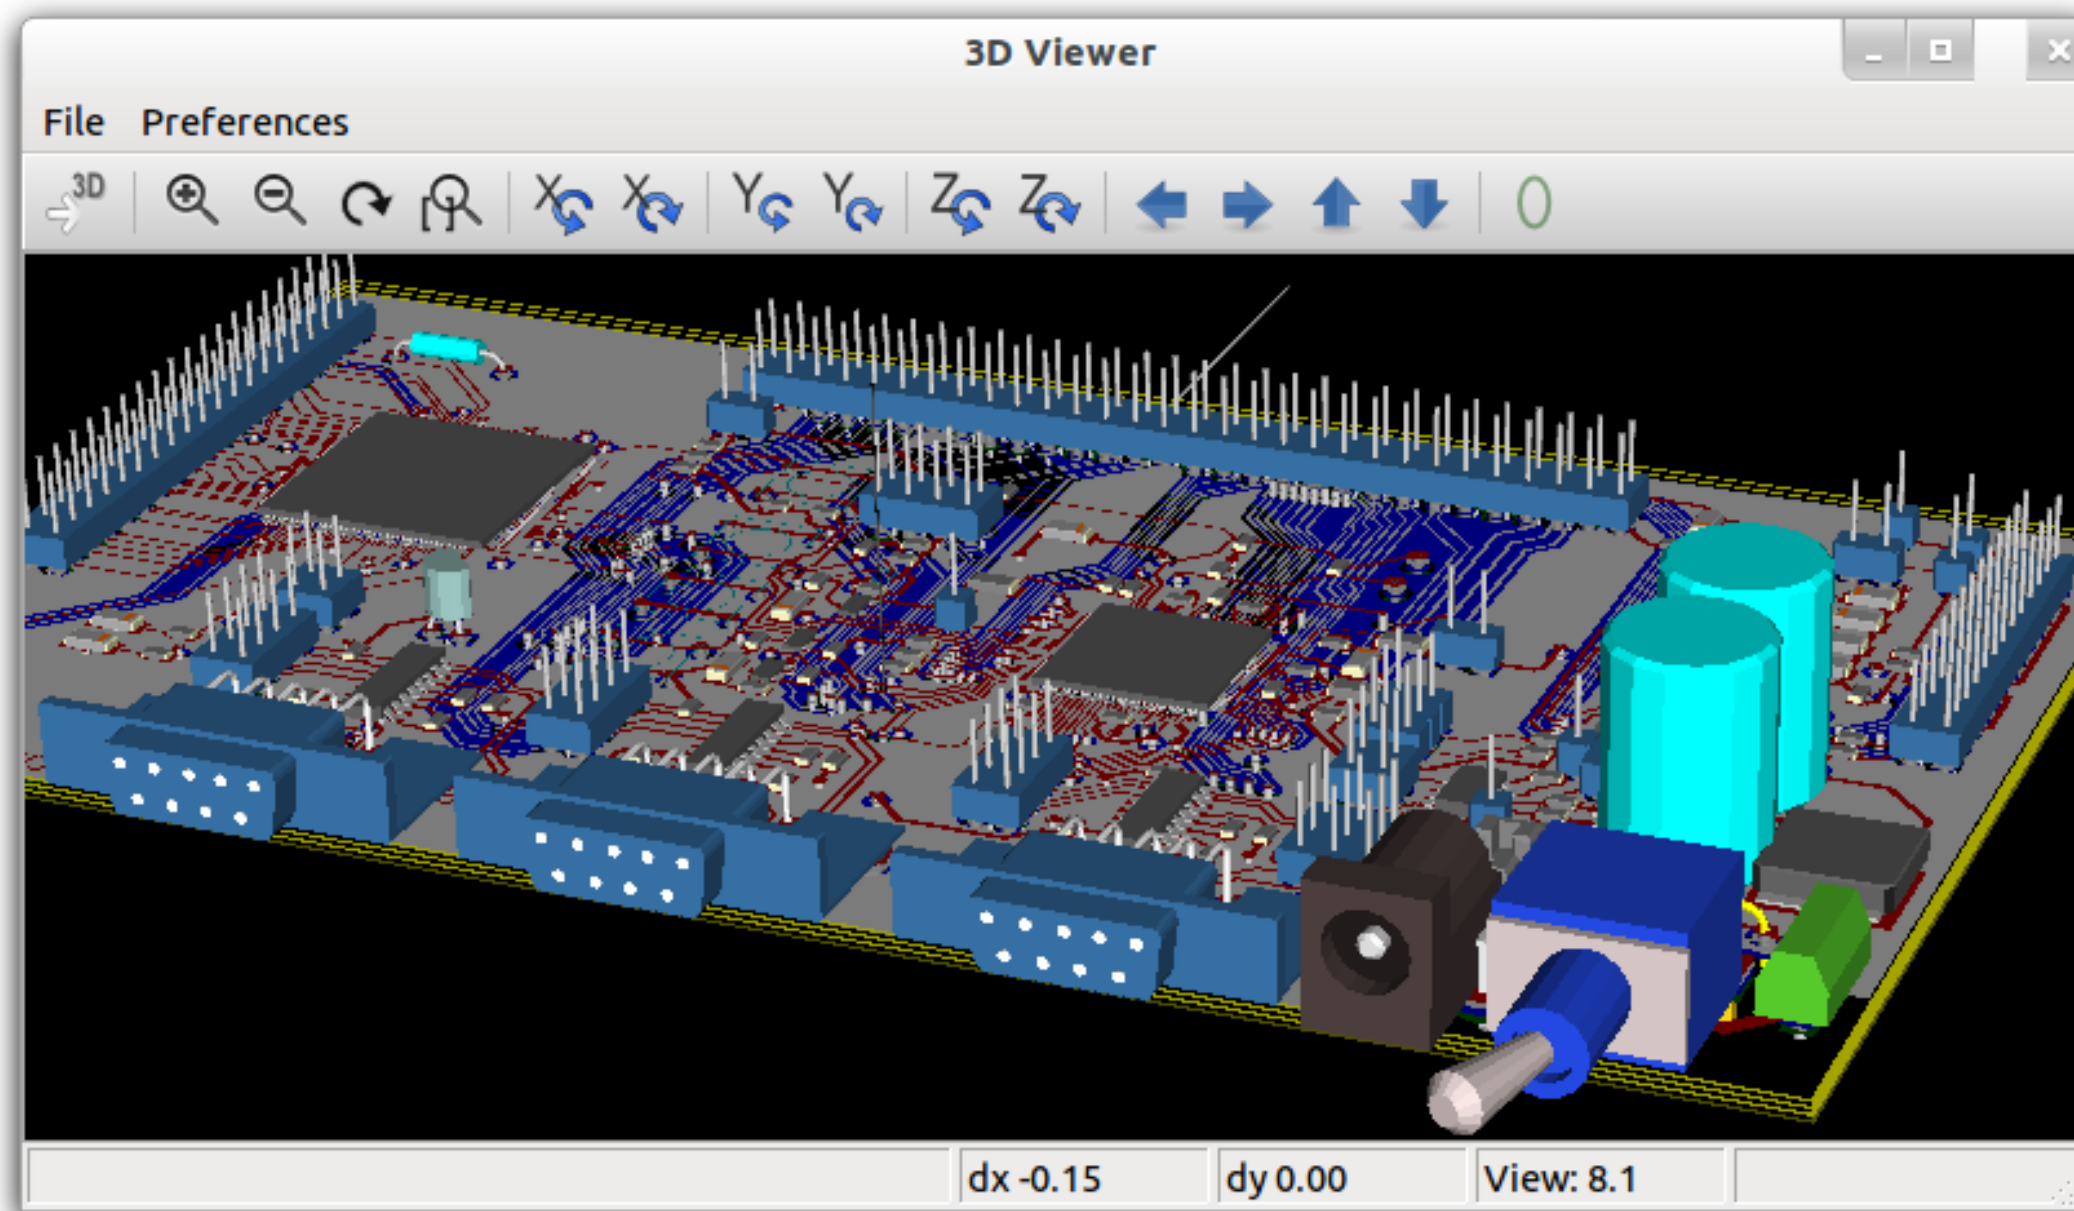 3D Viewer
File Preferences
3D X X Y Y Z Z
dx -0.15 dy 0.00 View: 8.1